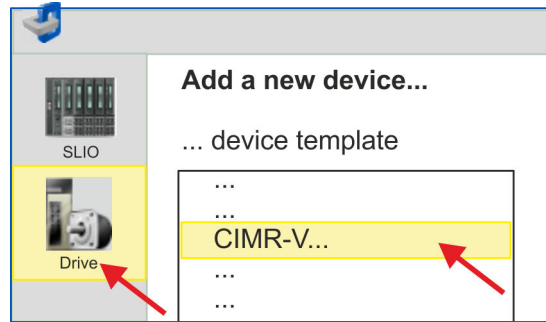 Add a new device...
SLIO
... device template
...
...
CIMR-V...
Drive
...
...